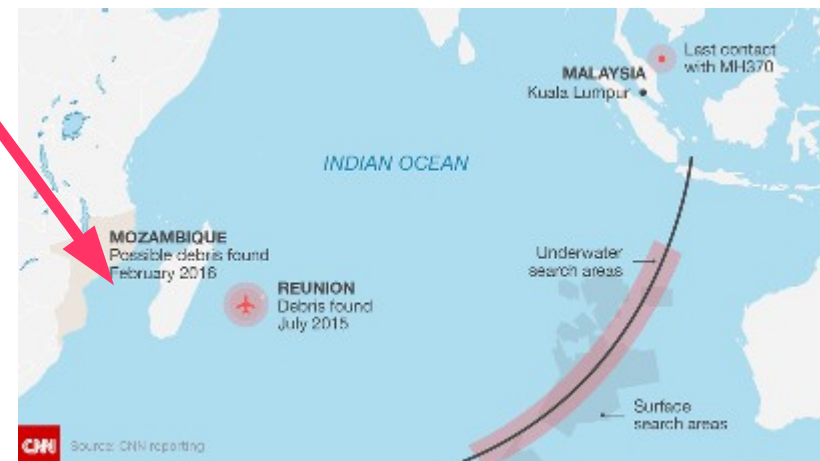 Last contact
with MH370
MALAYSIA
Kuala Lumpur
INDIAN OCEAN
MOZAMBIQUE
Possible debris found
February 2016
REUNION
Debris found
July 2015
Underwater
search areas
Surface
search areas
CNN
Source: CNN reporting